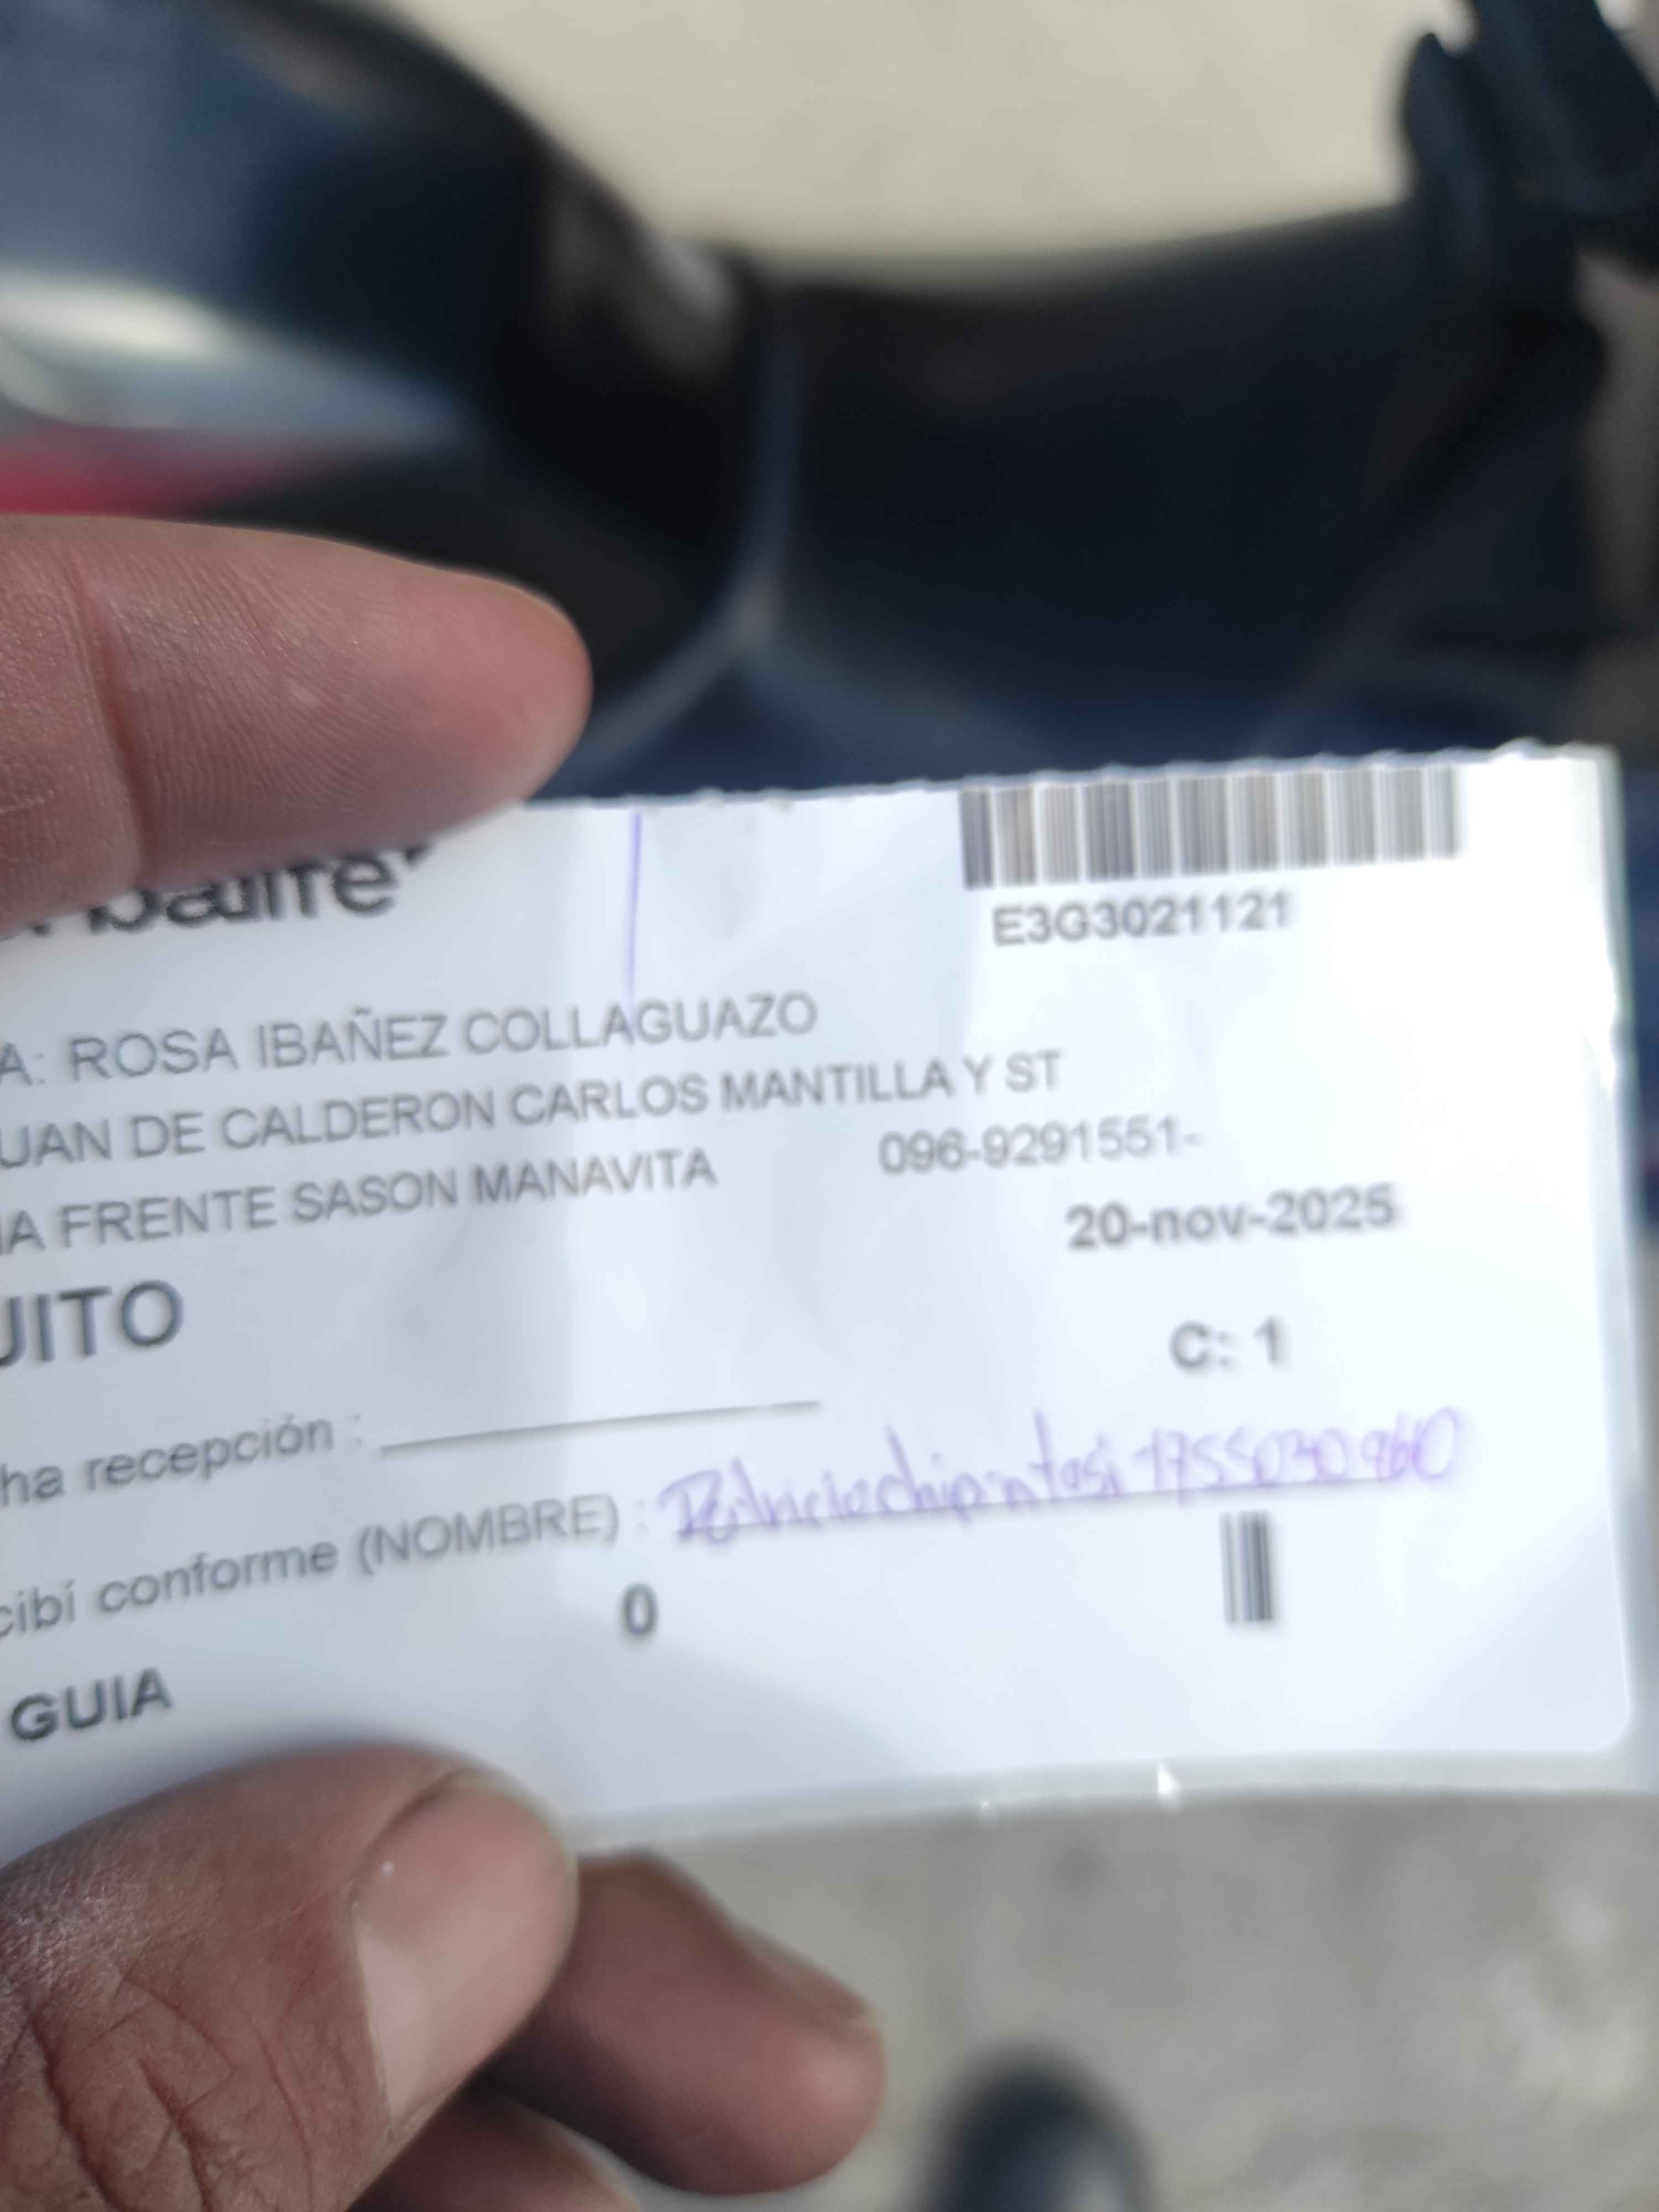 balife
E3G3021121
A: ROSA IBAÑEZ COLLAGUAZO
UAN DE CALDERON CARLOS MANTILLA Y ST
IA FRENTE SASON MANAVITA 096-9291551-
20-nov-2025
UITO
C: 1
ha recepción :
cibí conforme (NOMBRE) :
0
GUIA